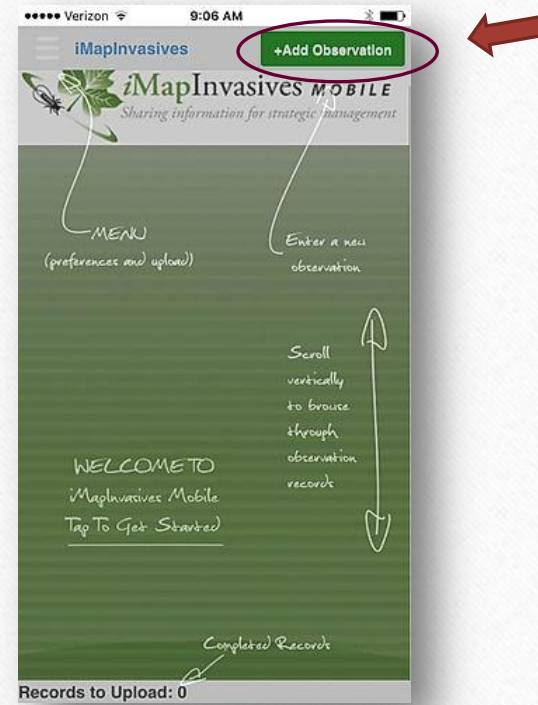 Verizon 9:06 AM
iMapInvasives +Add Observation
iMapInvasives MOBILE
Sharing information for strategic management
MENU
(preferences and upload)
Enter a new
observation
Scroll
vertically
to browse
through
observation
records
WELCOME TO
iMapInvasives Mobile
Tap To Get Started
Completed Records
Records to Upload: 0